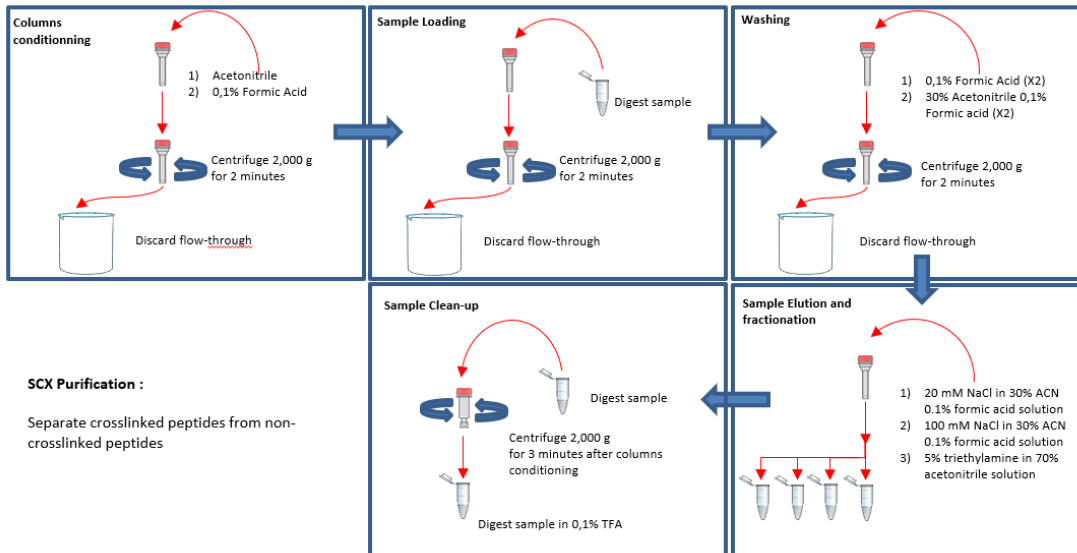 Columns
conditionning
1) Acetonitrile
2) 0,1% Formic Acid
Centrifuge 2,000 g
for 2 minutes
Discard flow-through
Sample Loading
Digest sample
Centrifuge 2,000 g
for 2 minutes
Discard flow-through
Washing
1) 0,1% Formic Acid (X2)
2) 30% Acetonitrile 0,1%
Formic acid (X2)
Centrifuge 2,000 g
for 2 minutes
Discard flow-through
Sample Elution and
fractionation
1) 20 mM NaCl in 30% ACN
0.1% formic acid solution
2) 100 mM NaCl in 30% ACN
0.1% formic acid solution
3) 5% triethylamine in 70%
acetonitrile solution
Sample Clean-up
Digest sample
Centrifuge 2,000 g
for 3 minutes after columns
conditioning
Digest sample in 0,1% TFA
SCX Purification :
Separate crosslinked peptides from non-
crosslinked peptides